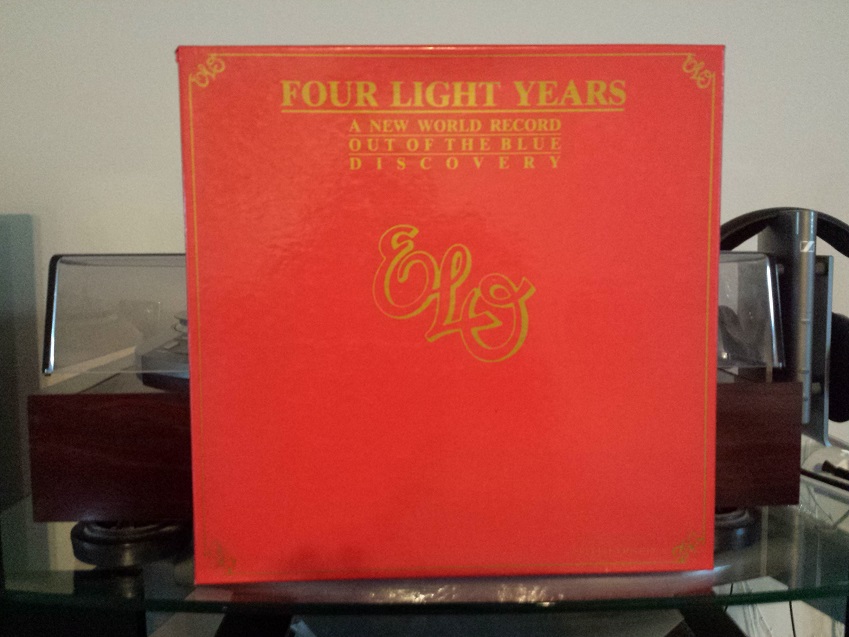 FOUR LIGHT YEARS
A NEW WORLD RECORD
OUT OF THE BLUE
DISCOVERY
ELO